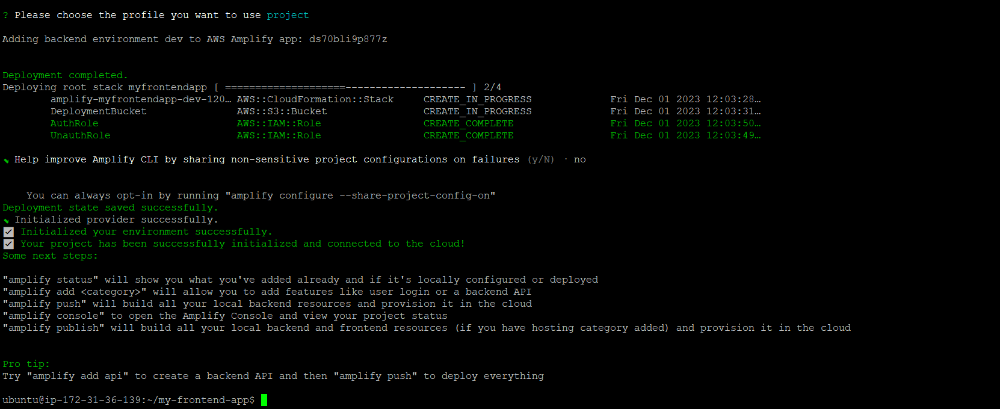 ? Please choose the profile you want to use project
Adding backend environment dev to AWS Amplify app: ds70bli9p877z
Deployment completed.
Deploying root stack myfrontendapp [ ====================-------------------- ] 2/4
amplify-myfrontendapp-dev-120… AWS::CloudFormation::Stack CREATE_IN_PROGRESS Fri Dec 01 2023 12:03:28…
DeploymentBucket AWS::S3::Bucket CREATE_IN_PROGRESS Fri Dec 01 2023 12:03:31…
AuthRole AWS::IAM::Role CREATE_COMPLETE Fri Dec 01 2023 12:03:50…
UnauthRole AWS::IAM::Role CREATE_COMPLETE Fri Dec 01 2023 12:03:49…
Help improve Amplify CLI by sharing non-sensitive project configurations on failures (y/N) · no
You can always opt-in by running "amplify configure --share-project-config-on"
Deployment state saved successfully.
Initialized provider successfully.
✓ Initialized your environment successfully.
✓ Your project has been successfully initialized and connected to the cloud!
Some next steps:
"amplify status" will show you what you've added already and if it's locally configured or deployed
"amplify add <category>" will allow you to add features like user login or a backend API
"amplify push" will build all your local backend resources and provision it in the cloud
"amplify console" to open the Amplify Console and view your project status
"amplify publish" will build all your local backend and frontend resources (if you have hosting category added) and provision it in the cloud
Pro tip:
Try "amplify add api" to create a backend API and then "amplify push" to deploy everything
ubuntu@ip-172-31-36-139:~/my-frontend-app$